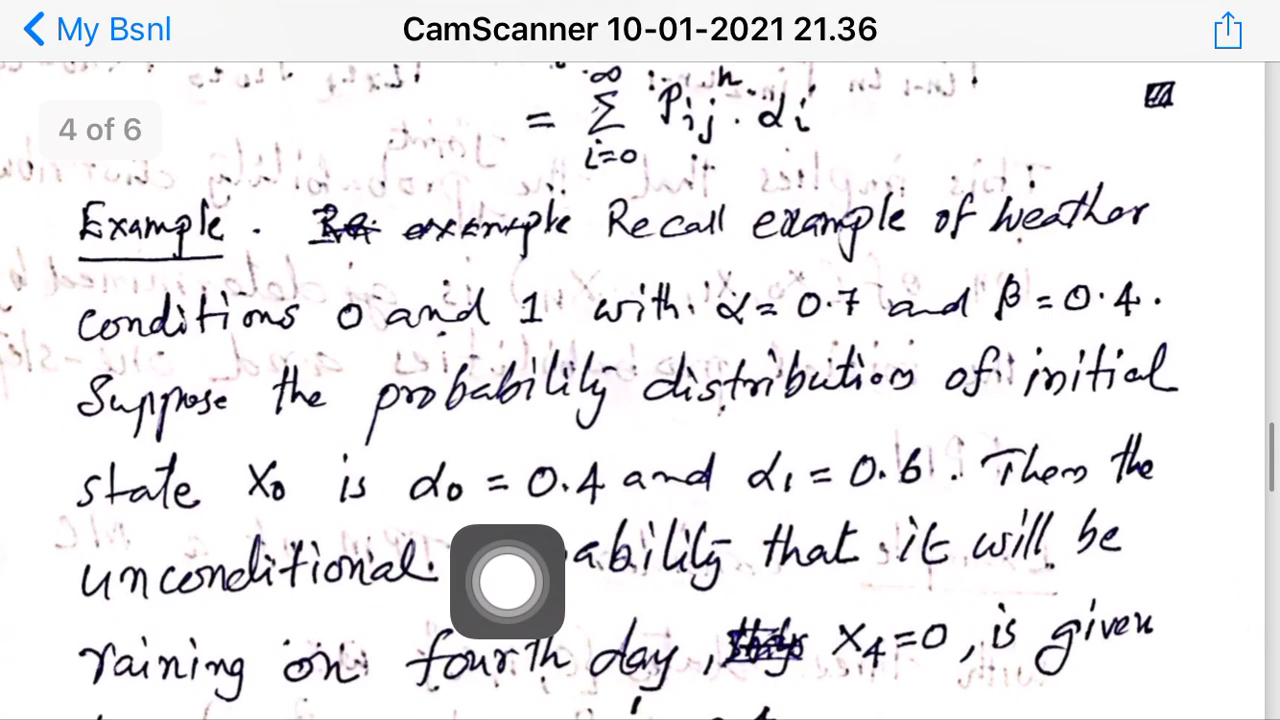 My Bsnl
CamScanner 10-01-2021 21.36
4 of 6
= ∞ Σ i=0 Pijⁿ . αi
Example . Recall example of weather
conditions 0 and 1 with α = 0.7 and β = 0.4.
Suppose the probability distribution of initial
state X0 is α0 = 0.4 and α1 = 0.6. Then the
unconditional ability that it will be
raining on fourth day, X4=0, is given